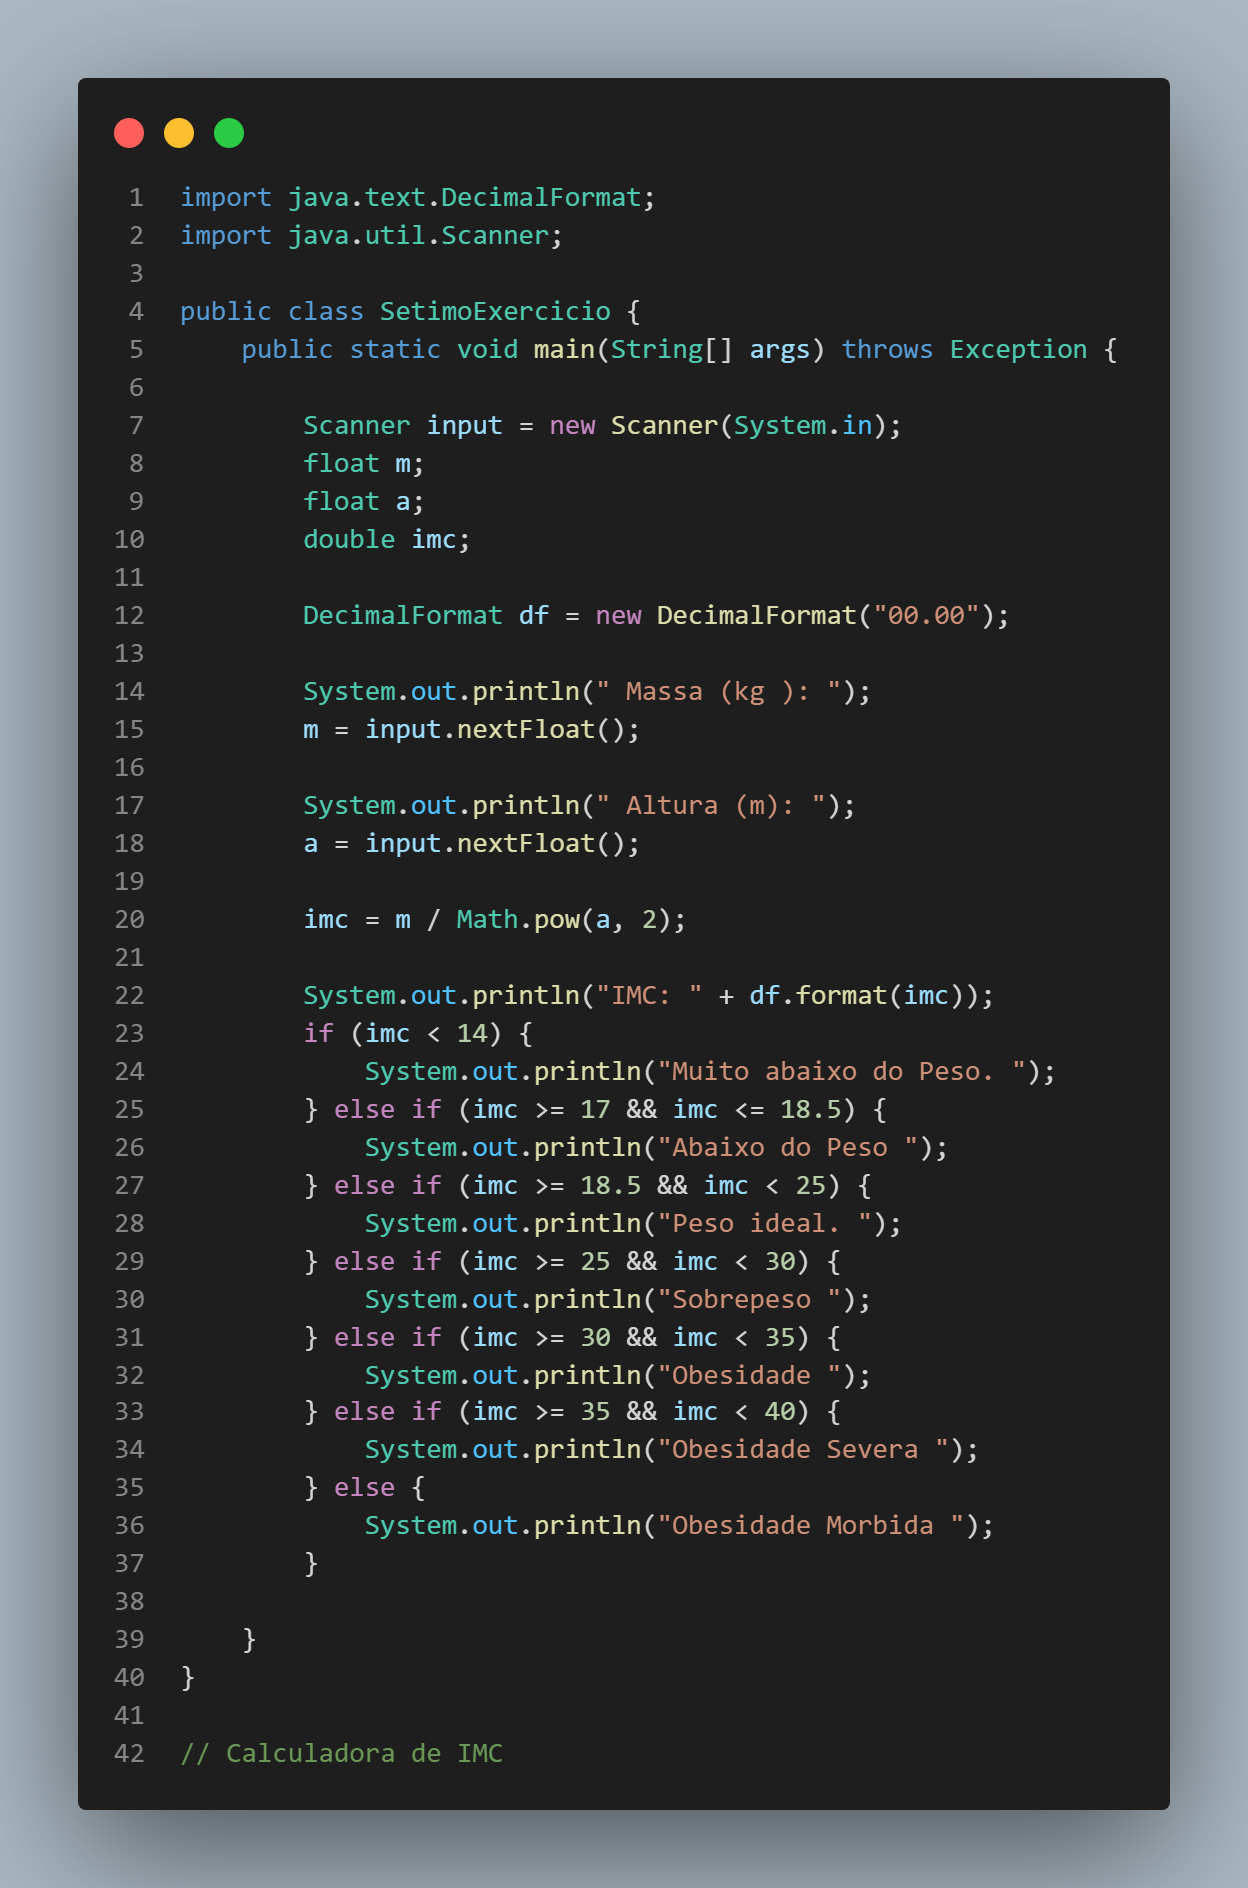 1 import java.text.DecimalFormat;
2 import java.util.Scanner;
3
4 public class SetimoExercicio {
5     public static void main(String[] args) throws Exception {
6
7         Scanner input = new Scanner(System.in);
8         float m;
9         float a;
10         double imc;
11
12         DecimalFormat df = new DecimalFormat("00.00");
13
14         System.out.println(" Massa (kg ): ");
15         m = input.nextFloat();
16
17         System.out.println(" Altura (m): ");
18         a = input.nextFloat();
19
20         imc = m / Math.pow(a, 2);
21
22         System.out.println("IMC: " + df.format(imc));
23         if (imc < 14) {
24             System.out.println("Muito abaixo do Peso. ");
25         } else if (imc >= 17 && imc <= 18.5) {
26             System.out.println("Abaixo do Peso ");
27         } else if (imc >= 18.5 && imc < 25) {
28             System.out.println("Peso ideal. ");
29         } else if (imc >= 25 && imc < 30) {
30             System.out.println("Sobrepeso ");
31         } else if (imc >= 30 && imc < 35) {
32             System.out.println("Obesidade ");
33         } else if (imc >= 35 && imc < 40) {
34             System.out.println("Obesidade Severa ");
35         } else {
36             System.out.println("Obesidade Morbida ");
37         }
38
39     }
40 }
41
42 // Calculadora de IMC